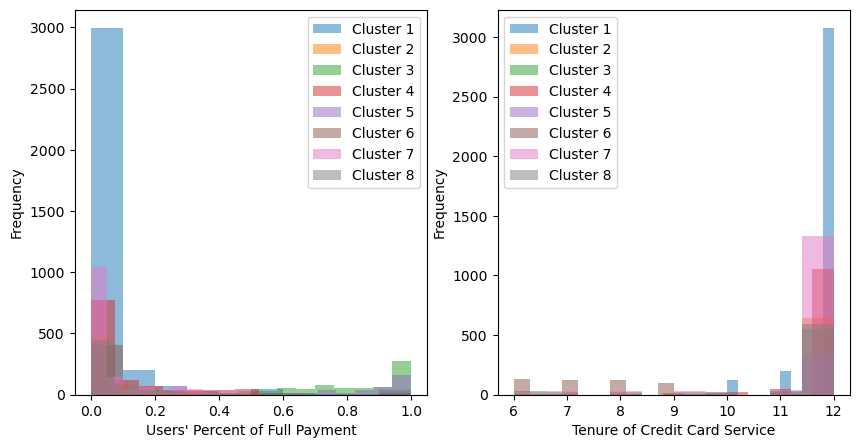 3000
2500
2000
1500
1000
500
0
Frequency
0.0 0.2 0.4 0.6 0.8 1.0
Users' Percent of Full Payment
Cluster 1
Cluster 2
Cluster 3
Cluster 4
Cluster 5
Cluster 6
Cluster 7
Cluster 8
3000
2500
2000
1500
1000
500
0
Frequency
6 7 8 9 10 11 12
Tenure of Credit Card Service
Cluster 1
Cluster 2
Cluster 3
Cluster 4
Cluster 5
Cluster 6
Cluster 7
Cluster 8